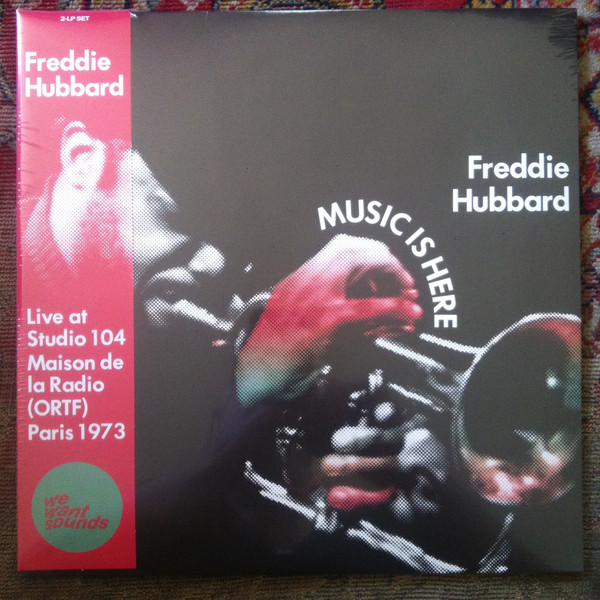 2-LP SET
Freddie
Hubbard
Live at
Studio 104
Maison de
la Radio
(ORTF)
Paris 1973
we
want
sounds
MUSIC IS HERE
Freddie
Hubbard